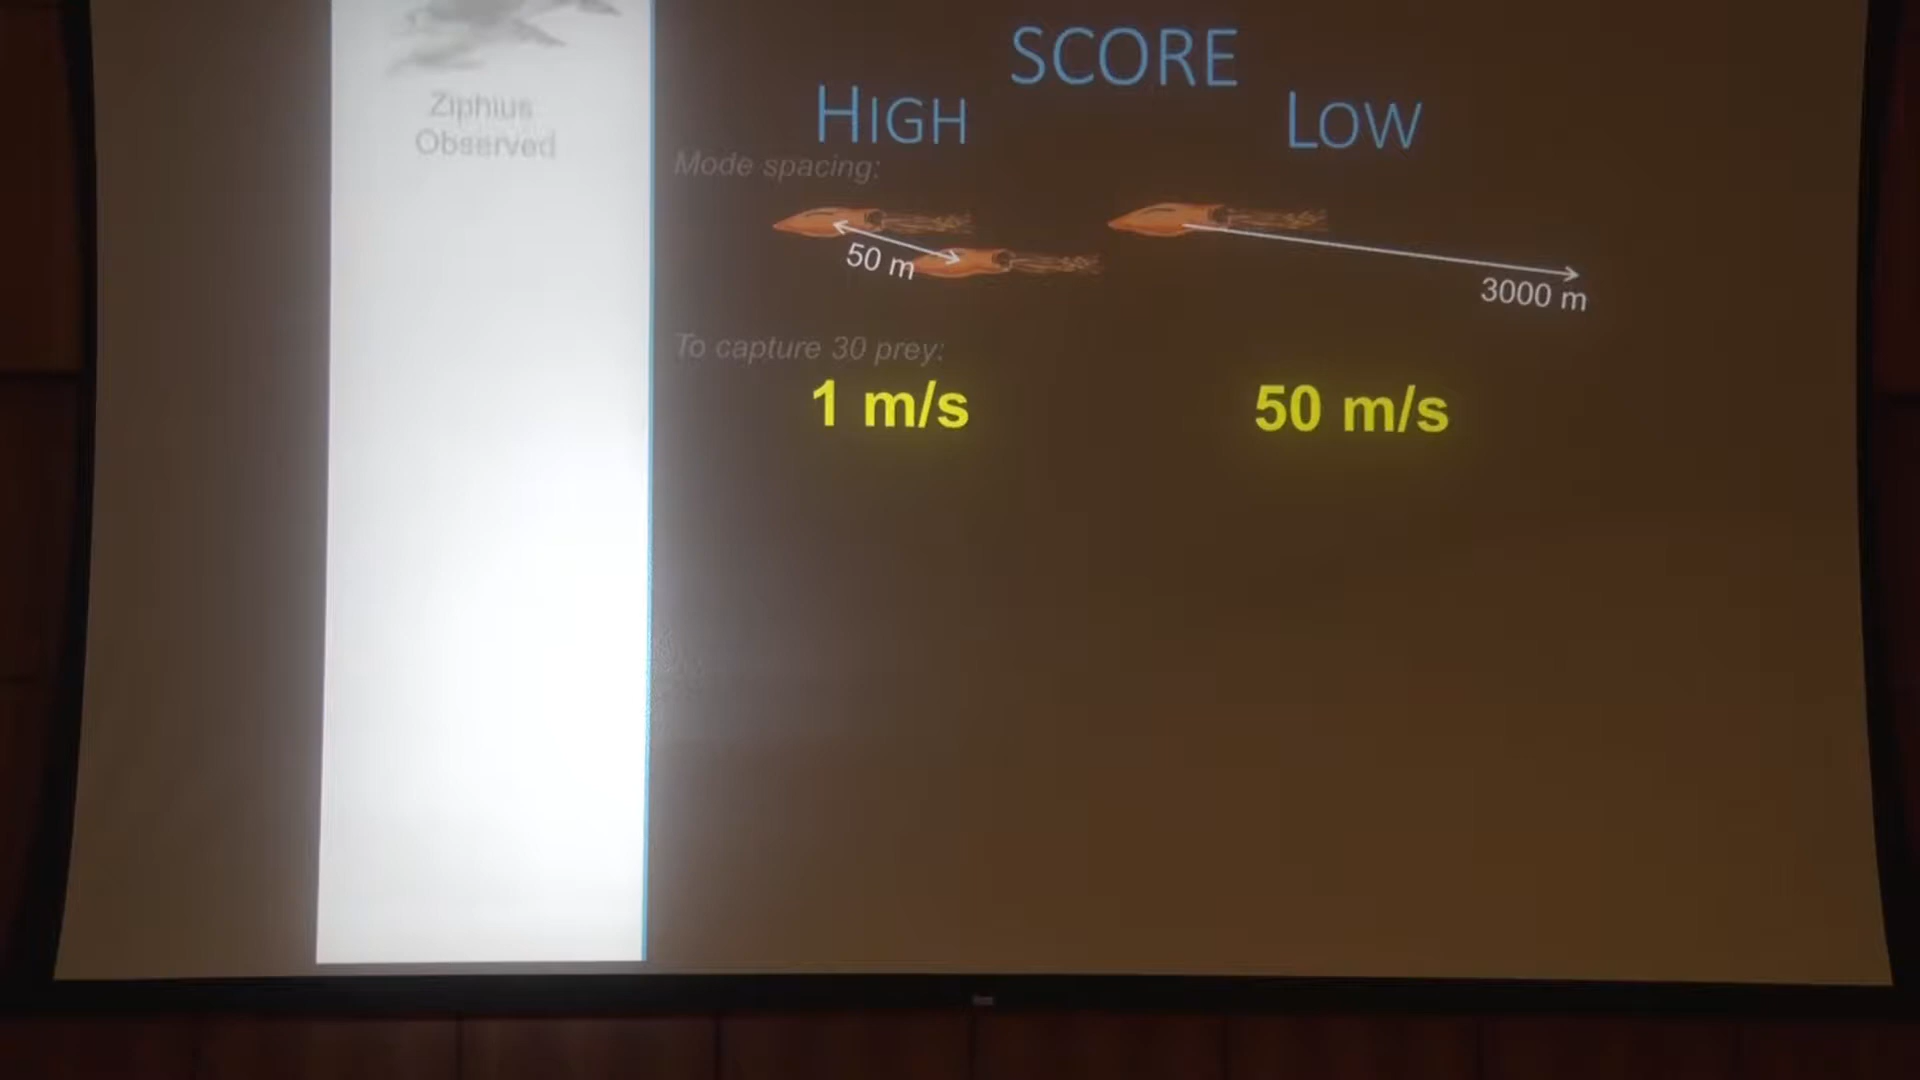 Ziphius
Observed
SCORE
HIGH
LOW
Mode spacing:
50 m
3000 m
To capture 30 prey:
1 m/s
50 m/s